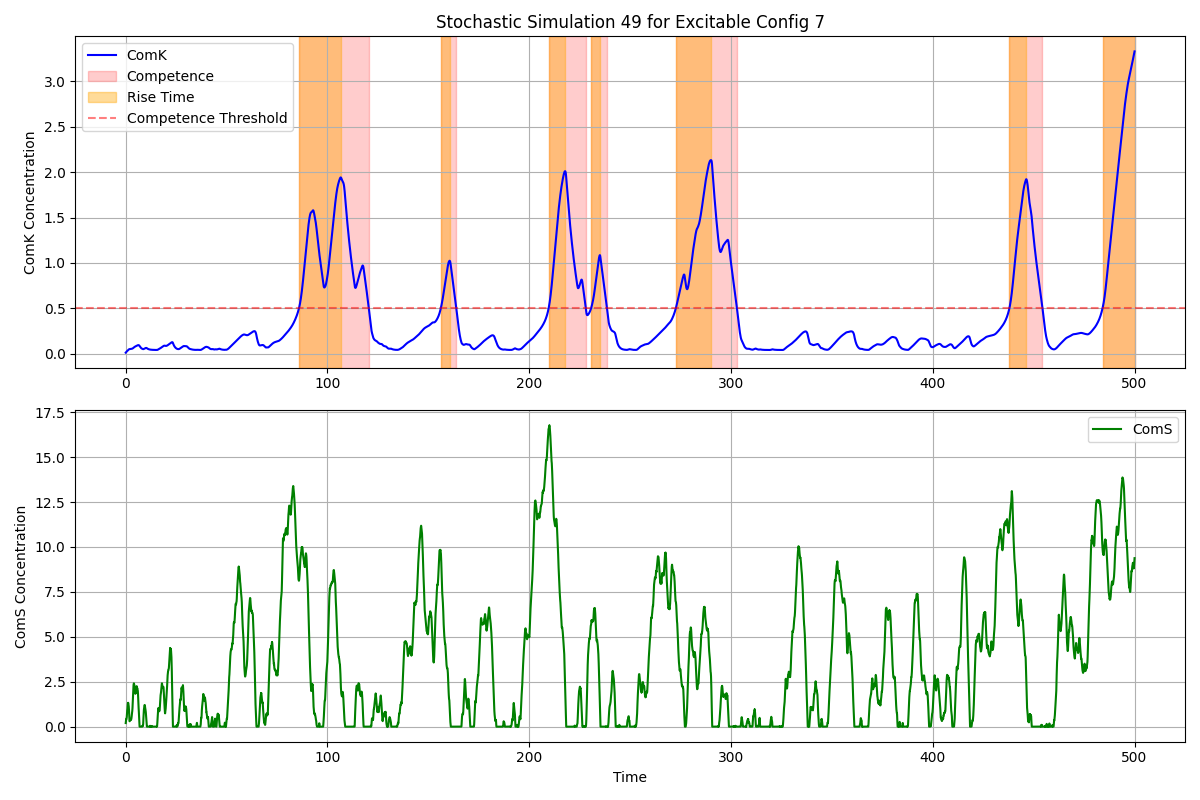 Stochastic Simulation 49 for Excitable Config 7
ComK Concentration
3.0
2.5
2.0
1.5
1.0
0.5
0.0
ComK
Competence
Rise Time
Competence Threshold
0 100 200 300 400 500
ComS Concentration
17.5
15.0
12.5
10.0
7.5
5.0
2.5
0.0
ComS
0 100 200 300 400 500
Time